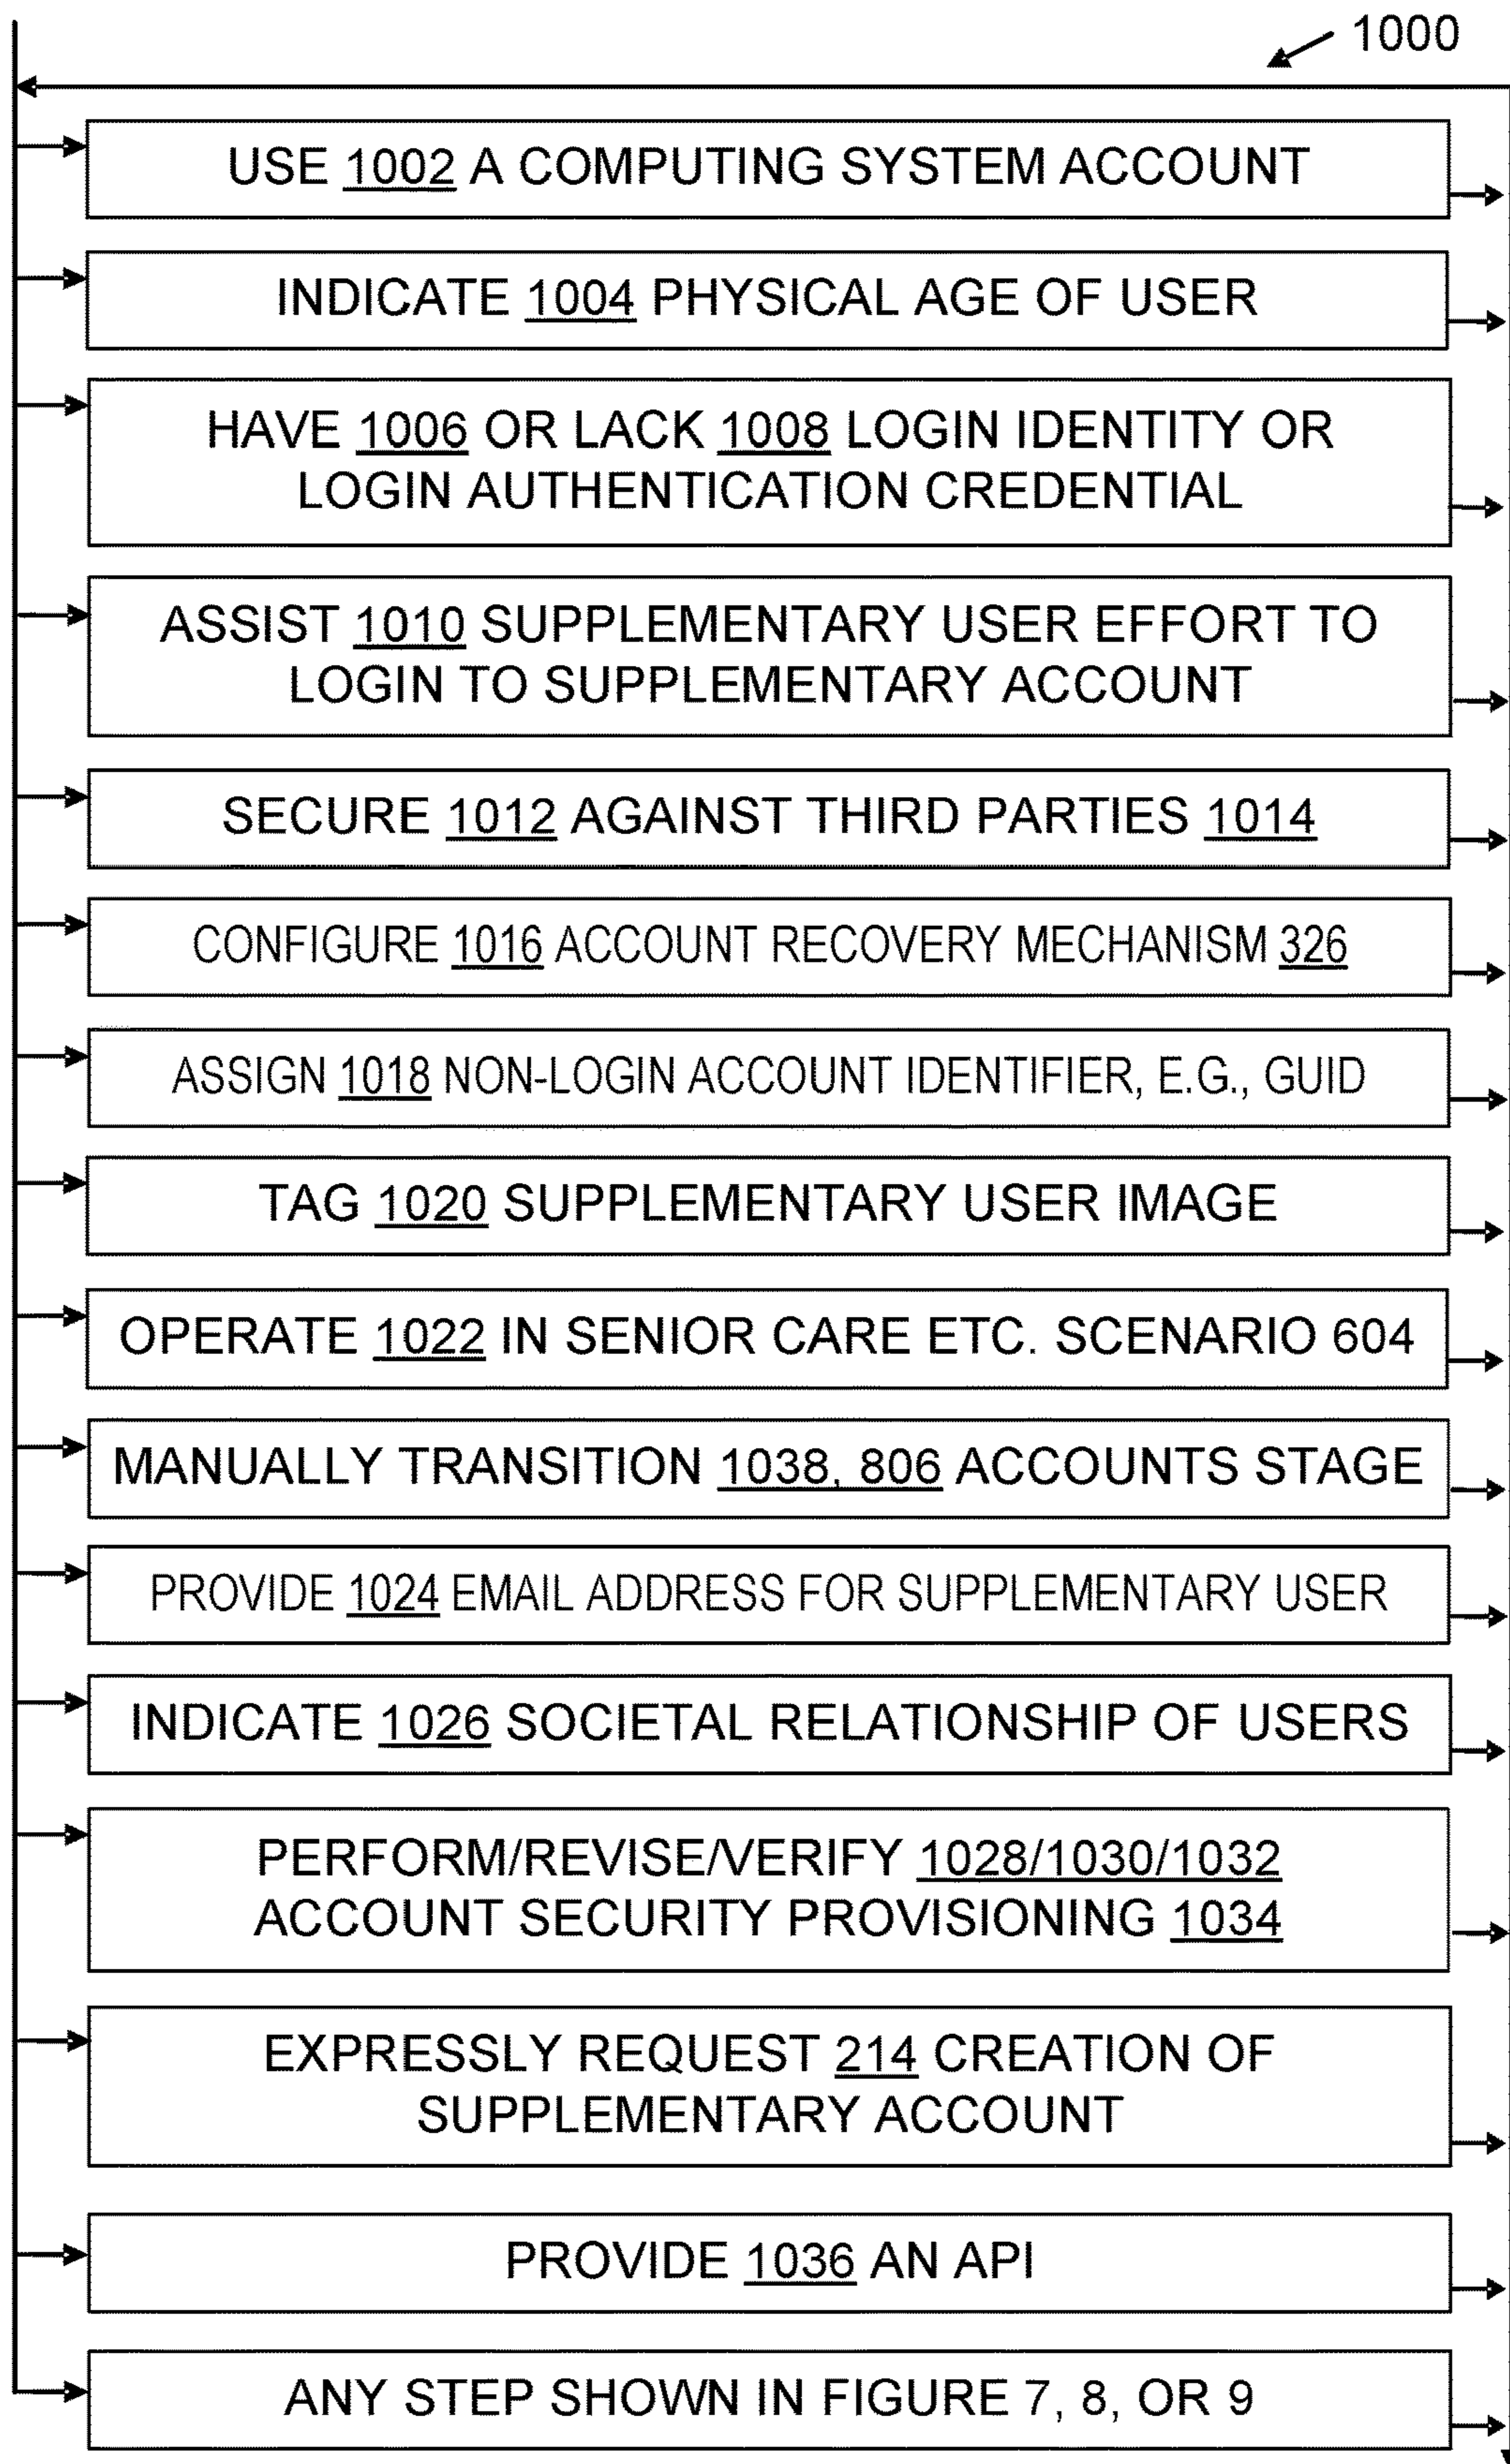 1000
USE 1002 A COMPUTING SYSTEM ACCOUNT
INDICATE 1004 PHYSICAL AGE OF USER
HAVE 1006 OR LACK 1008 LOGIN IDENTITY OR
LOGIN AUTHENTICATION CREDENTIAL
ASSIST 1010 SUPPLEMENTARY USER EFFORT TO
LOGIN TO SUPPLEMENTARY ACCOUNT
SECURE 1012 AGAINST THIRD PARTIES 1014
CONFIGURE 1016 ACCOUNT RECOVERY MECHANISM 326
ASSIGN 1018 NON-LOGIN ACCOUNT IDENTIFIER, E.G., GUID
TAG 1020 SUPPLEMENTARY USER IMAGE
OPERATE 1022 IN SENIOR CARE ETC. SCENARIO 604
MANUALLY TRANSITION 1038, 806 ACCOUNTS STAGE
PROVIDE 1024 EMAIL ADDRESS FOR SUPPLEMENTARY USER
INDICATE 1026 SOCIETAL RELATIONSHIP OF USERS
PERFORM/REVISE/VERIFY 1028/1030/1032
ACCOUNT SECURITY PROVISIONING 1034
EXPRESSLY REQUEST 214 CREATION OF
SUPPLEMENTARY ACCOUNT
PROVIDE 1036 AN API
ANY STEP SHOWN IN FIGURE 7, 8, OR 9